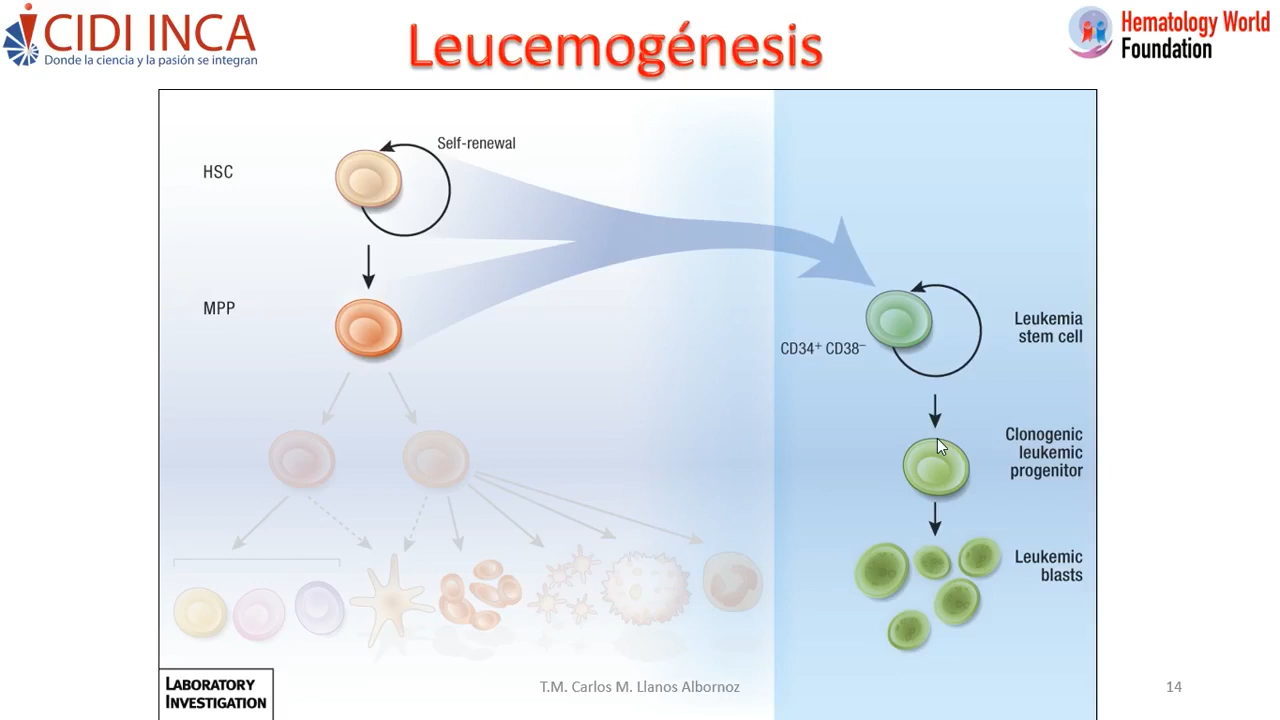 CIDI INCA
Donde la ciencia y la pasión se integran
Leucemogénesis
Hematology World
Foundation
Self-renewal
HSC
MPP
CD34⁺ CD38⁻
Leukemia
stem cell
Clonogenic
leukemic
progenitor
Leukemic
blasts
LABORATORY
INVESTIGATION
T.M. Carlos M. Llanos Albornoz
14